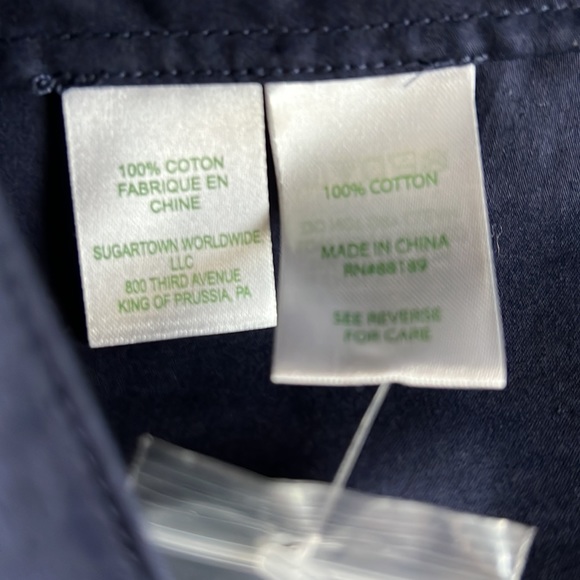 100% COTON
FABRIQUE EN
CHINE
SUGARTOWN WORLDWIDE
LLC
800 THIRD AVENUE
KING OF PRUSSIA, PA
100% COTTON
MADE IN CHINA
RN#88189
SEE REVERSE
FOR CARE